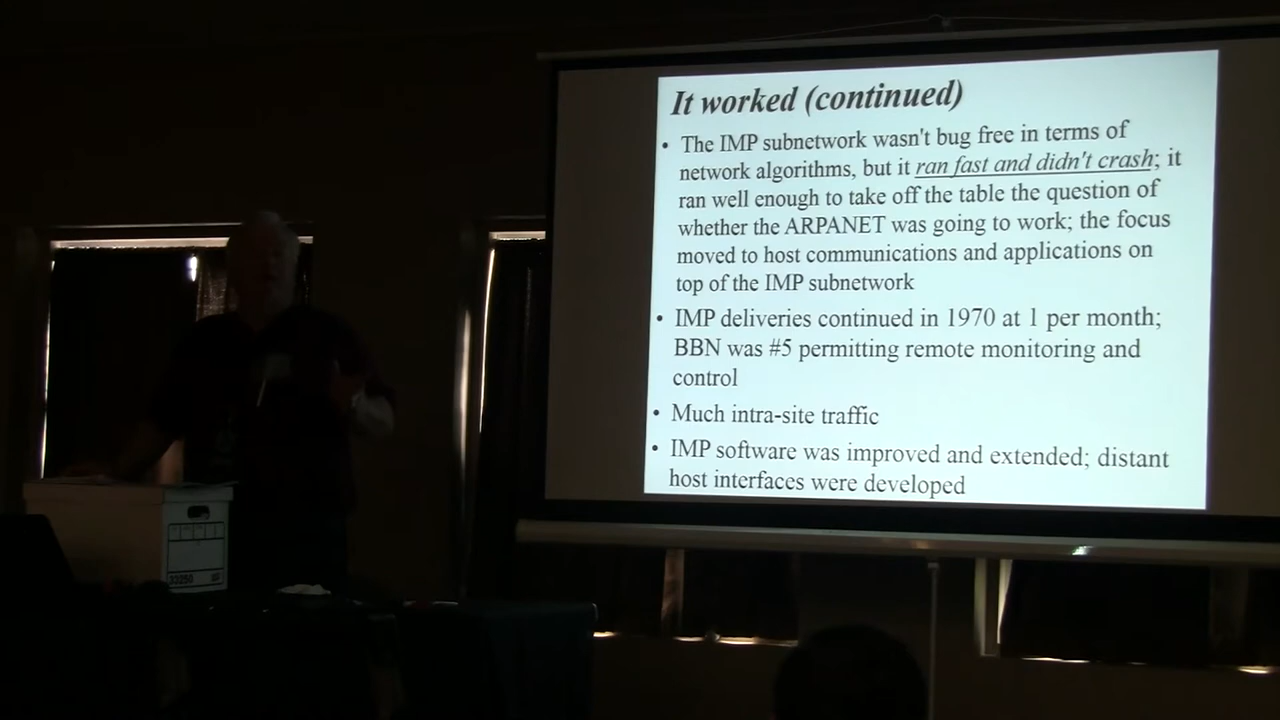 It worked (continued)
• The IMP subnetwork wasn't bug free in terms of
network algorithms, but it ran fast and didn't crash; it
ran well enough to take off the table the question of
whether the ARPANET was going to work; the focus
moved to host communications and applications on
top of the IMP subnetwork
• IMP deliveries continued in 1970 at 1 per month;
BBN was #5 permitting remote monitoring and
control
• Much intra-site traffic
• IMP software was improved and extended; distant
host interfaces were developed